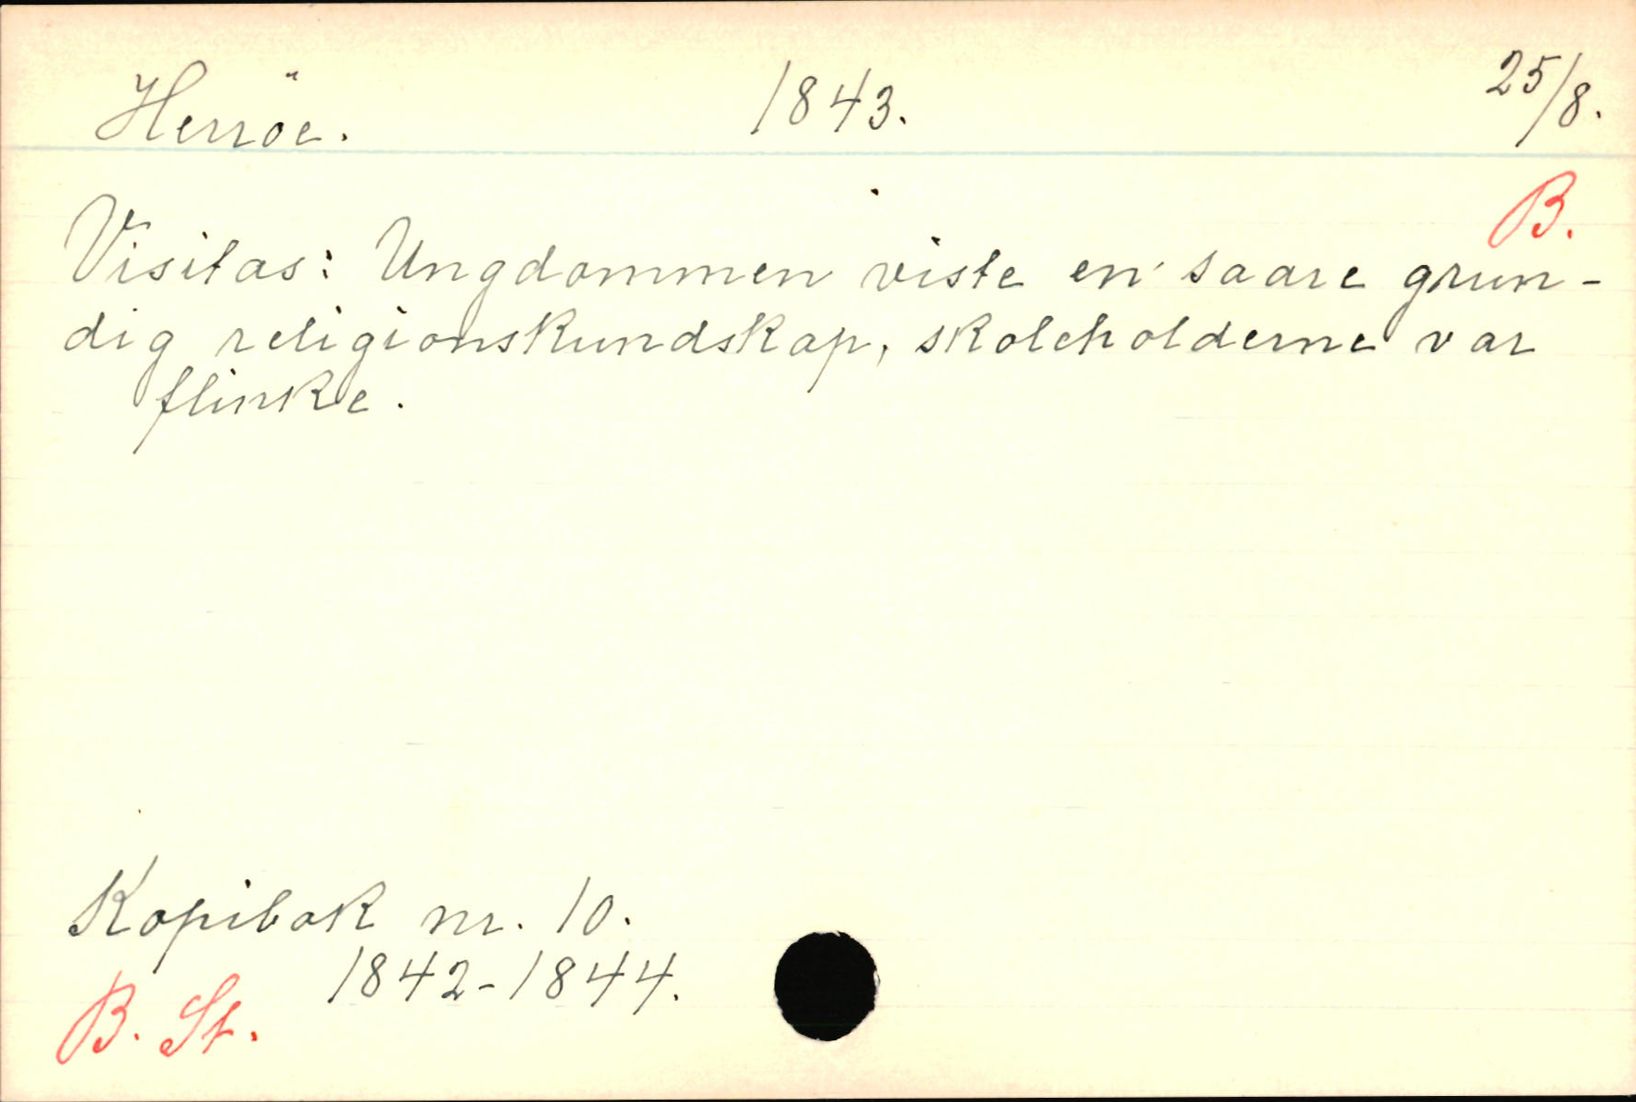 Herröe. 1843. 25/8.
B.
Visitas: Ungdommen viste en saare grun-
dig religionskundskap, skoleholderne var
flinke.
Kopibok nr. 10.
1842-1844.
B. St.